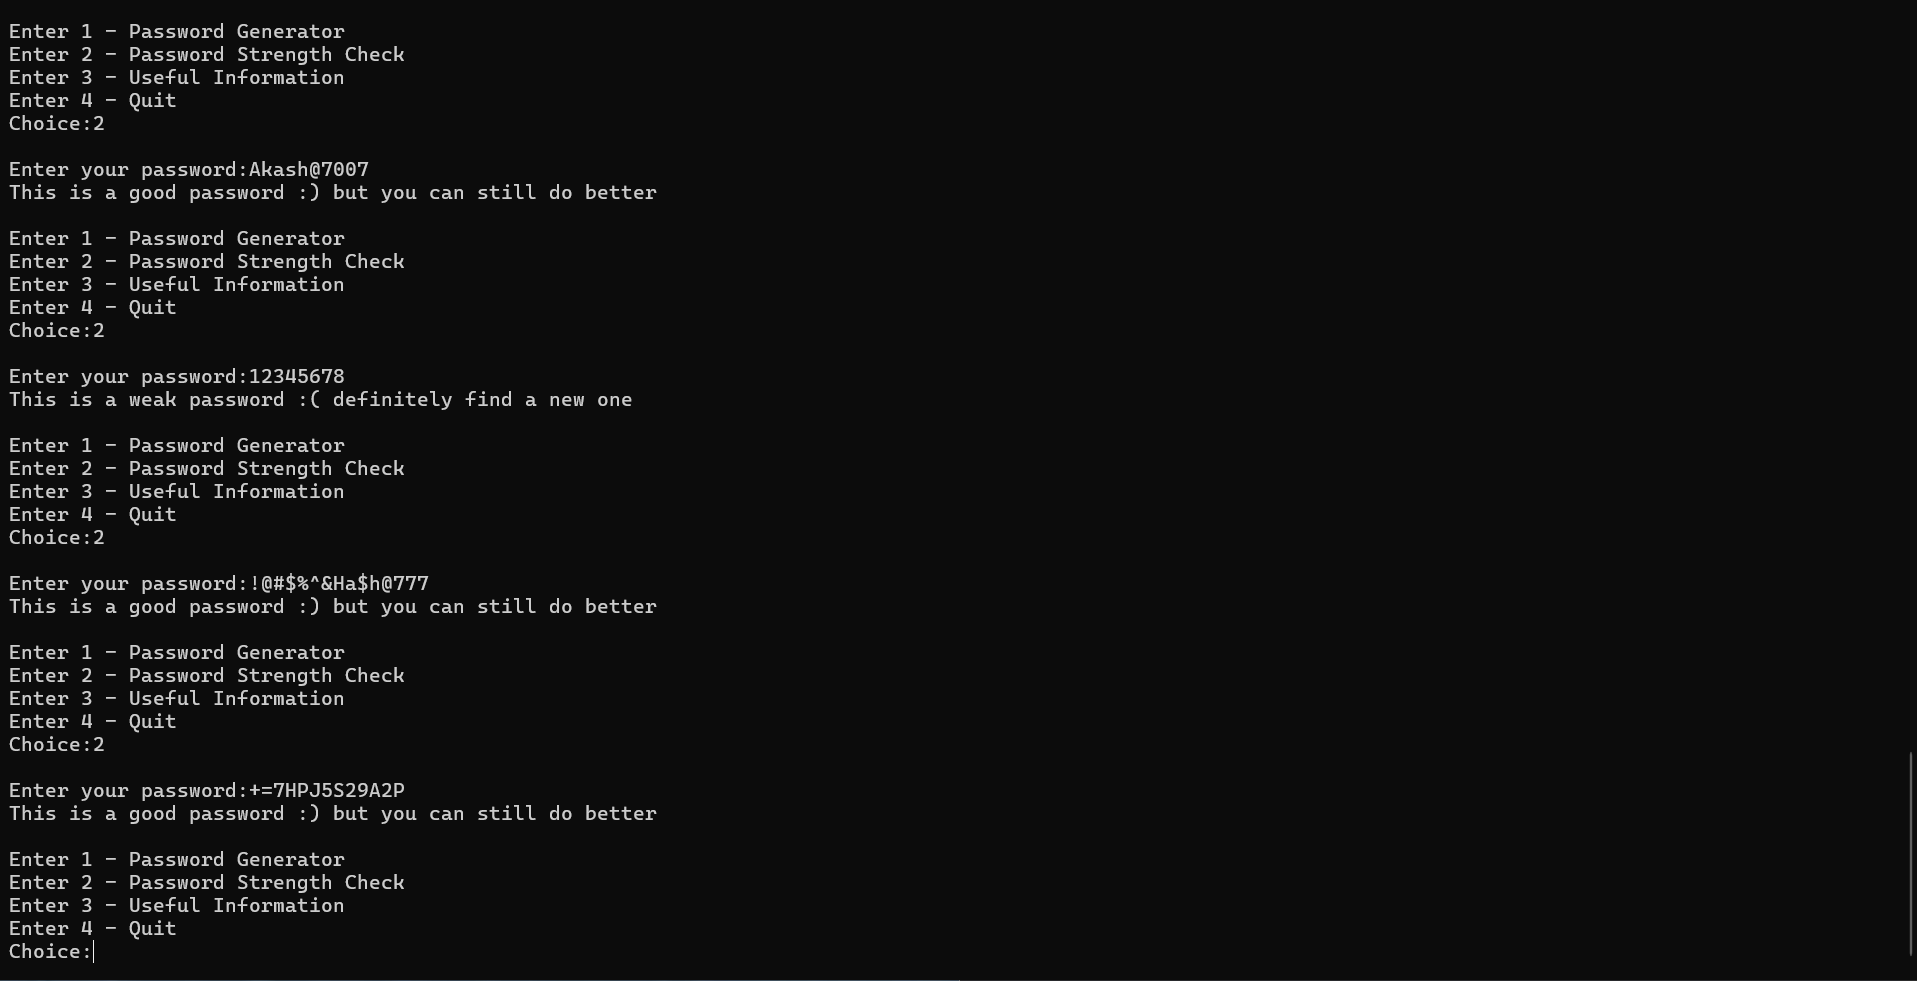 Enter 1 - Password Generator
Enter 2 - Password Strength Check
Enter 3 - Useful Information
Enter 4 - Quit
Choice:2
Enter your password:Akash@7007
This is a good password :) but you can still do better
Enter 1 - Password Generator
Enter 2 - Password Strength Check
Enter 3 - Useful Information
Enter 4 - Quit
Choice:2
Enter your password:12345678
This is a weak password :( definitely find a new one
Enter 1 - Password Generator
Enter 2 - Password Strength Check
Enter 3 - Useful Information
Enter 4 - Quit
Choice:2
Enter your password:!@#$%^&Ha$h@777
This is a good password :) but you can still do better
Enter 1 - Password Generator
Enter 2 - Password Strength Check
Enter 3 - Useful Information
Enter 4 - Quit
Choice:2
Enter your password:+=7HPJ5S29A2P
This is a good password :) but you can still do better
Enter 1 - Password Generator
Enter 2 - Password Strength Check
Enter 3 - Useful Information
Enter 4 - Quit
Choice: